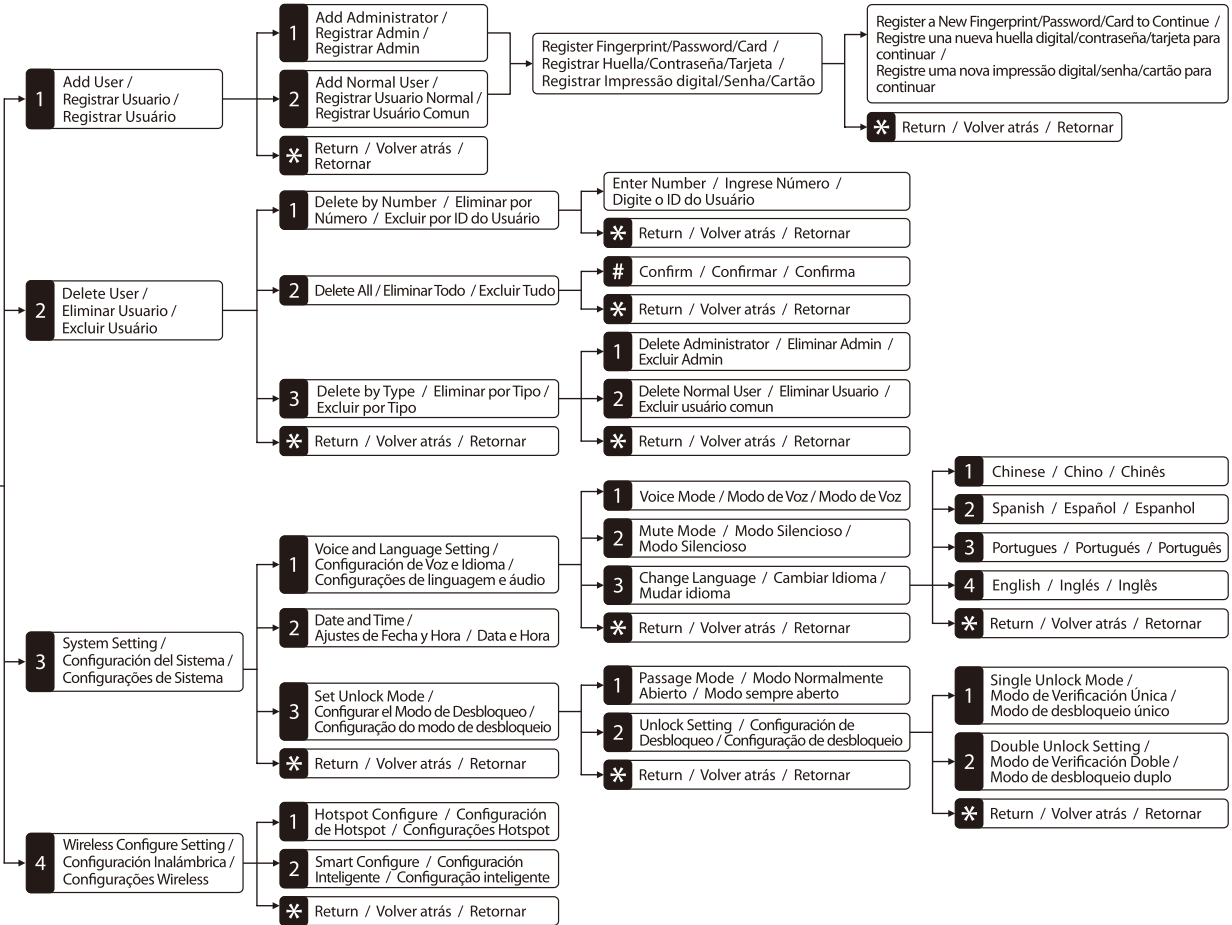 1
Add User /
Registrar Usuario /
Registrar Usuário
1
Add Administrator /
Registrar Admin /
Registrar Admin
2
Add Normal User /
Registrar Usuario Normal /
Registrar Usuário Comun
*
Return / Volver atrás /
Retornar
Register Fingerprint/Password/Card /
Registrar Huella/Contraseña/Tarjeta /
Registrar Impressão digital/Senha/Cartão
Register a New Fingerprint/Password/Card to Continue /
Registre una nueva huella digital/contraseña/tarjeta para
continuar /
Registre uma nova impressão digital/senha/cartão para
continuar
*
Return / Volver atrás / Retornar
2
Delete User /
Eliminar Usuario /
Excluir Usuário
1
Delete by Number / Eliminar por
Número / Excluir por ID do Usuário
Enter Number / Ingrese Número /
Digite o ID do Usuário
*
Return / Volver atrás / Retornar
2
Delete All / Eliminar Todo / Excluir Tudo
#
Confirm / Confirmar / Confirma
*
Return / Volver atrás / Retornar
3
Delete by Type / Eliminar por Tipo /
Excluir por Tipo
1
Delete Administrator / Eliminar Admin /
Excluir Admin
2
Delete Normal User / Eliminar Usuario /
Excluir usuário comun
*
Return / Volver atrás / Retornar
*
Return / Volver atrás / Retornar
3
System Setting /
Configuración del Sistema /
Configurações de Sistema
1
Voice and Language Setting /
Configuración de Voz e Idioma /
Configurações de linguagem e áudio
1
Voice Mode / Modo de Voz / Modo de Voz
2
Mute Mode / Modo Silencioso /
Modo Silencioso
3
Change Language / Cambiar Idioma /
Mudar idioma
1
Chinese / Chino / Chinês
2
Spanish / Español / Espanhol
3
Portugues / Portugués / Português
4
English / Inglés / Inglês
*
Return / Volver atrás / Retornar
*
Return / Volver atrás / Retornar
2
Date and Time /
Ajustes de Fecha y Hora / Data e Hora
3
Set Unlock Mode /
Configurar el Modo de Desbloqueo /
Configuração do modo de desbloqueio
1
Passage Mode / Modo Normalmente
Abierto / Modo sempre aberto
2
Unlock Setting / Configuración de
Desbloqueo / Configuração de desbloqueio
1
Single Unlock Mode /
Modo de Verificación Única /
Modo de desbloqueio único
2
Double Unlock Setting /
Modo de Verificación Doble /
Modo de desbloqueio duplo
*
Return / Volver atrás / Retornar
*
Return / Volver atrás / Retornar
*
Return / Volver atrás / Retornar
4
Wireless Configure Setting /
Configuración Inalámbrica /
Configurações Wireless
1
Hotspot Configure / Configuración
de Hotspot / Configurações Hotspot
2
Smart Configure / Configuración
Inteligente / Configuração inteligente
*
Return / Volver atrás / Retornar